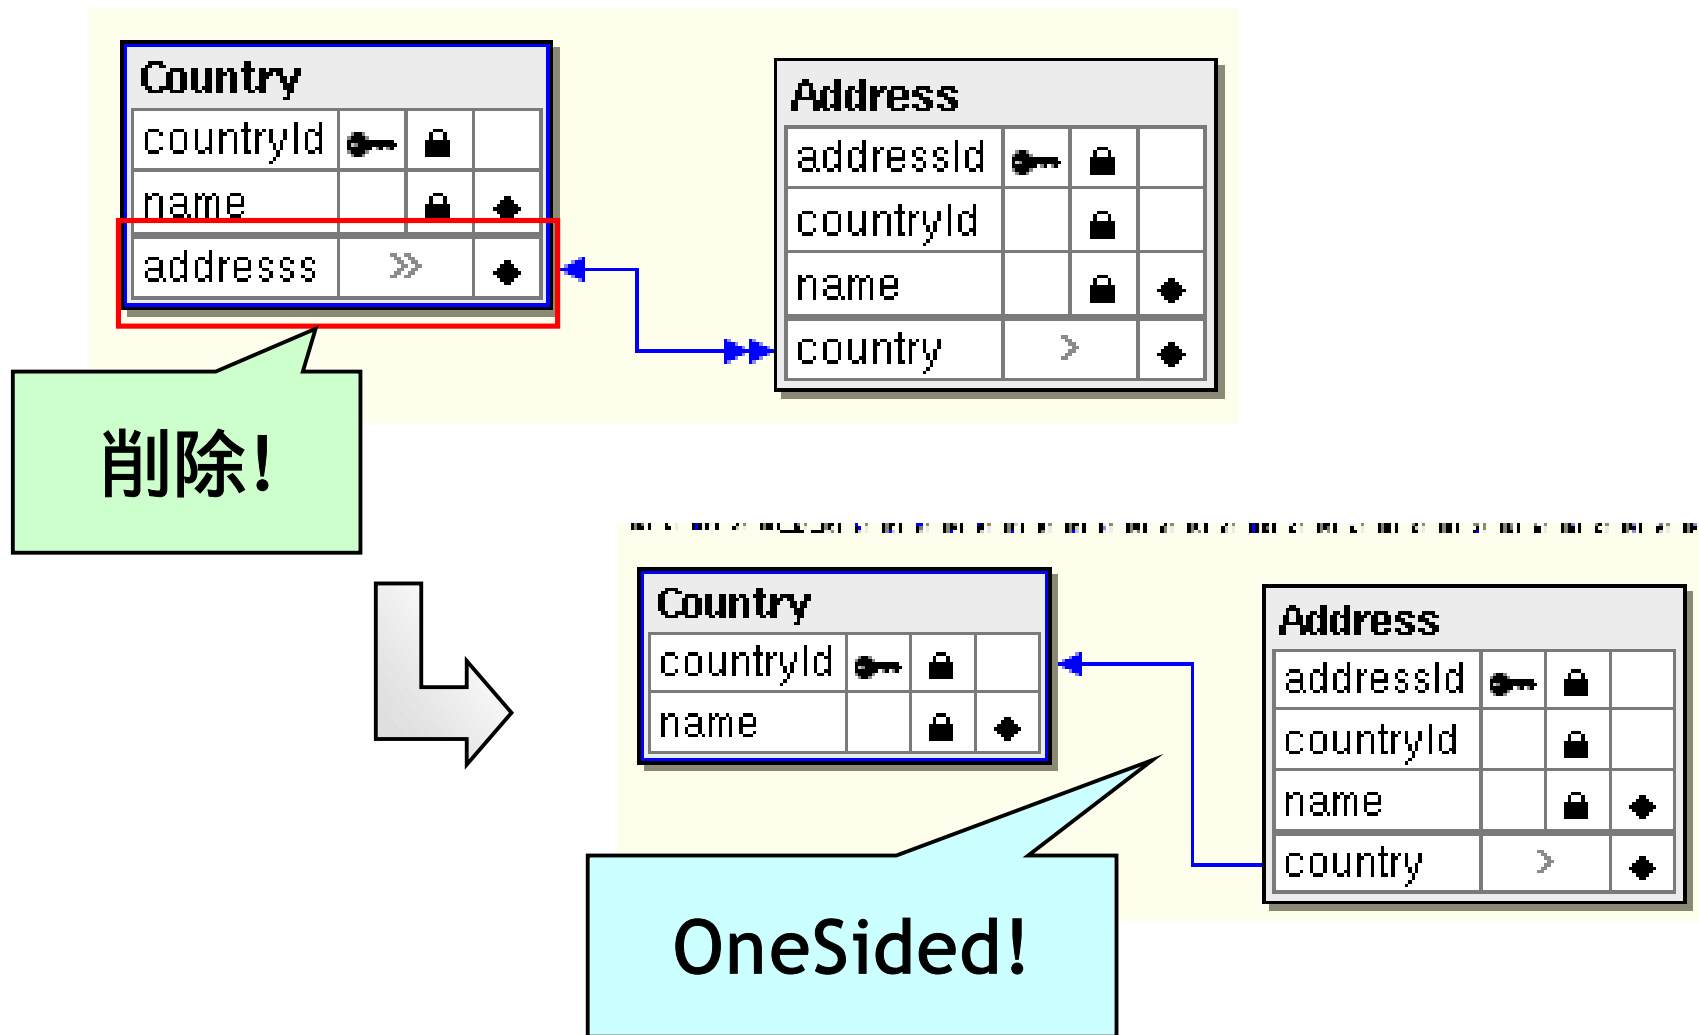 Country
countryId
name
addresss
Address
addressId
countryId
name
country
削除!
Country
countryId
name
Address
addressId
countryId
name
country
OneSided!